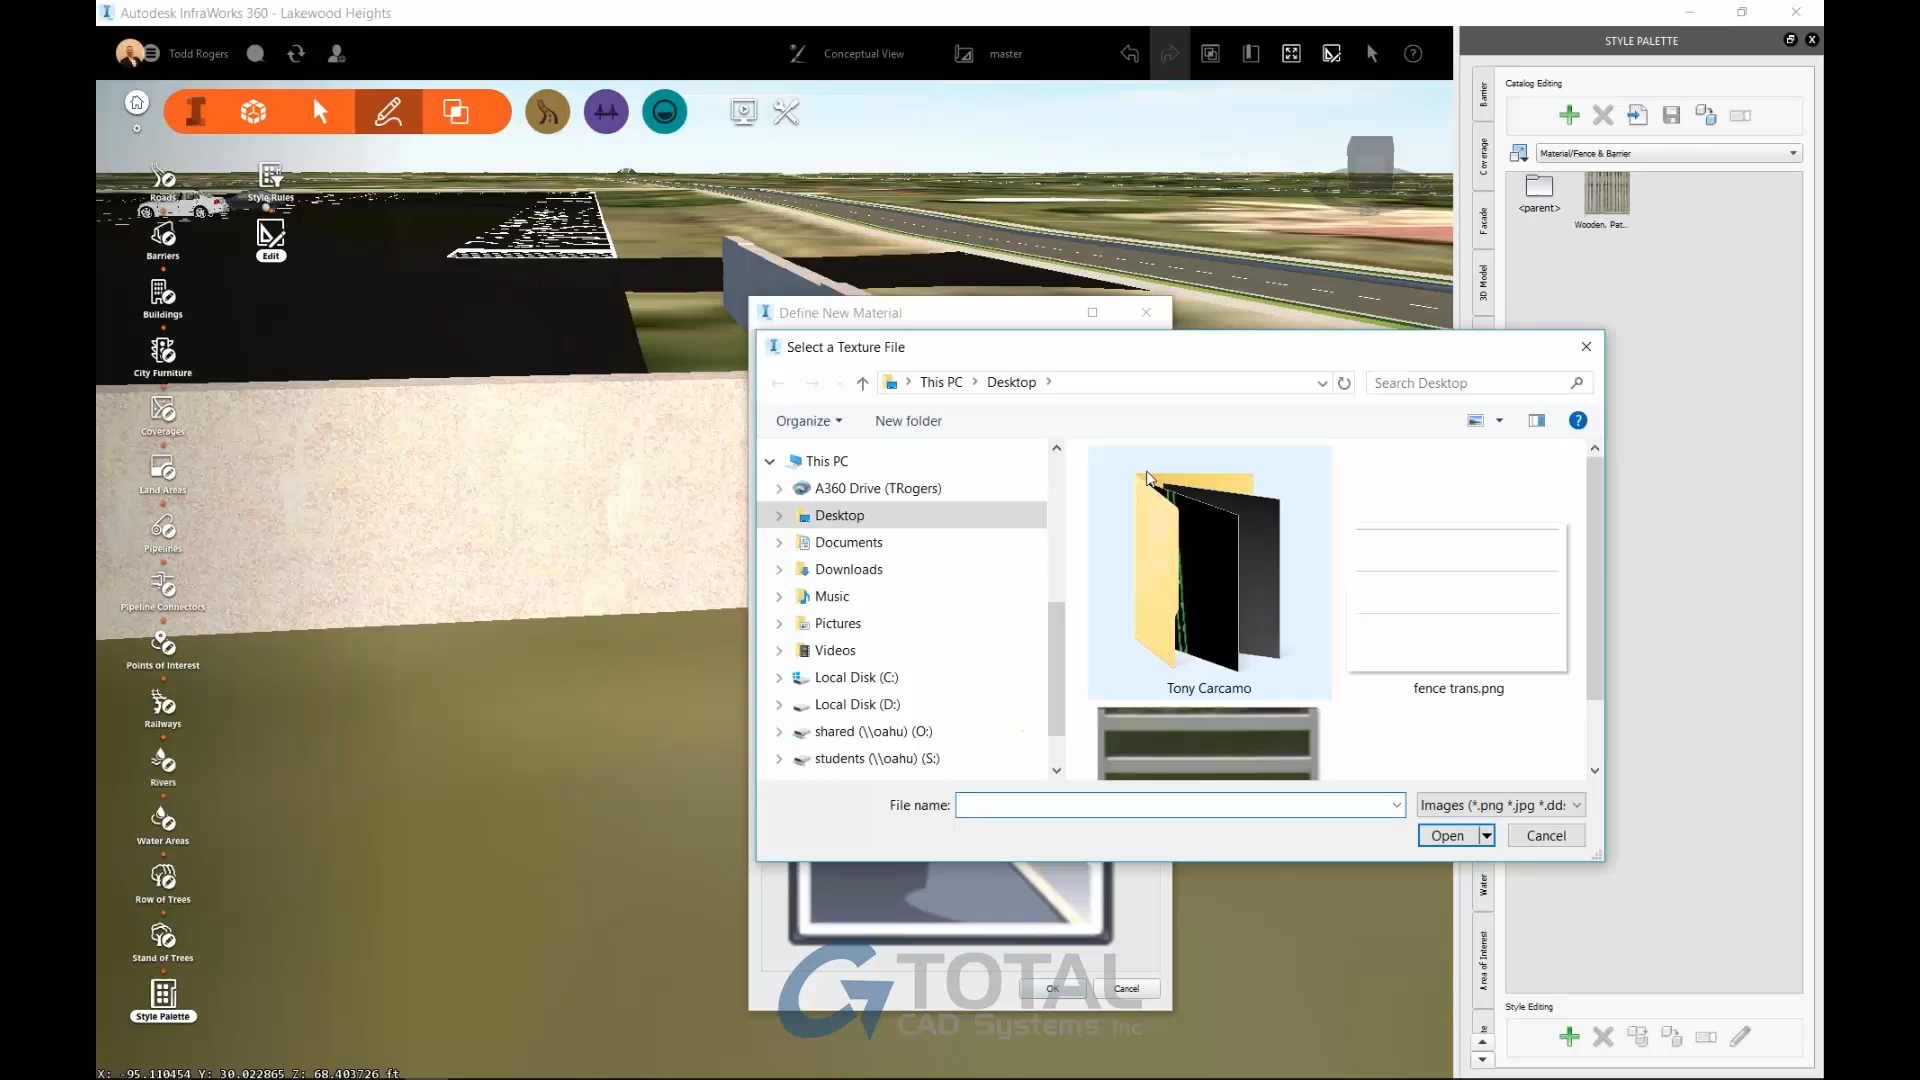 Autodesk InfraWorks 360 - Lakewood Heights
Todd Rogers
Conceptual View
master
STYLE PALETTE
Catalog Editing
Material/Fence & Barrier
<parent>
Wooden, Pat...
Barrier
Coverage
Facade
3D Model
Water
Area of Interest
Style Editing
Roads
Style Rules
Barriers
Edit
Buildings
City Furniture
Coverages
Land Areas
Pipelines
Pipeline Connectors
Points of Interest
Railways
Rivers
Water Areas
Row of Trees
Stand of Trees
Style Palette
Define New Material
Select a Texture File
This PC
Desktop
Search Desktop
Organize
New folder
This PC
A360 Drive (TRogers)
Desktop
Documents
Downloads
Music
Pictures
Videos
Local Disk (C:)
Local Disk (D:)
shared (\\oahu) (O:)
students (\\oahu) (S:)
Tony Carcamo
fence trans.png
File name:
Images (*.png *.jpg *.dds
Open
Cancel
OK
Cancel
TOTAL
CAD Systems Inc
X: -95.110454 Y: 30.022865 Z: 68.403726 ft